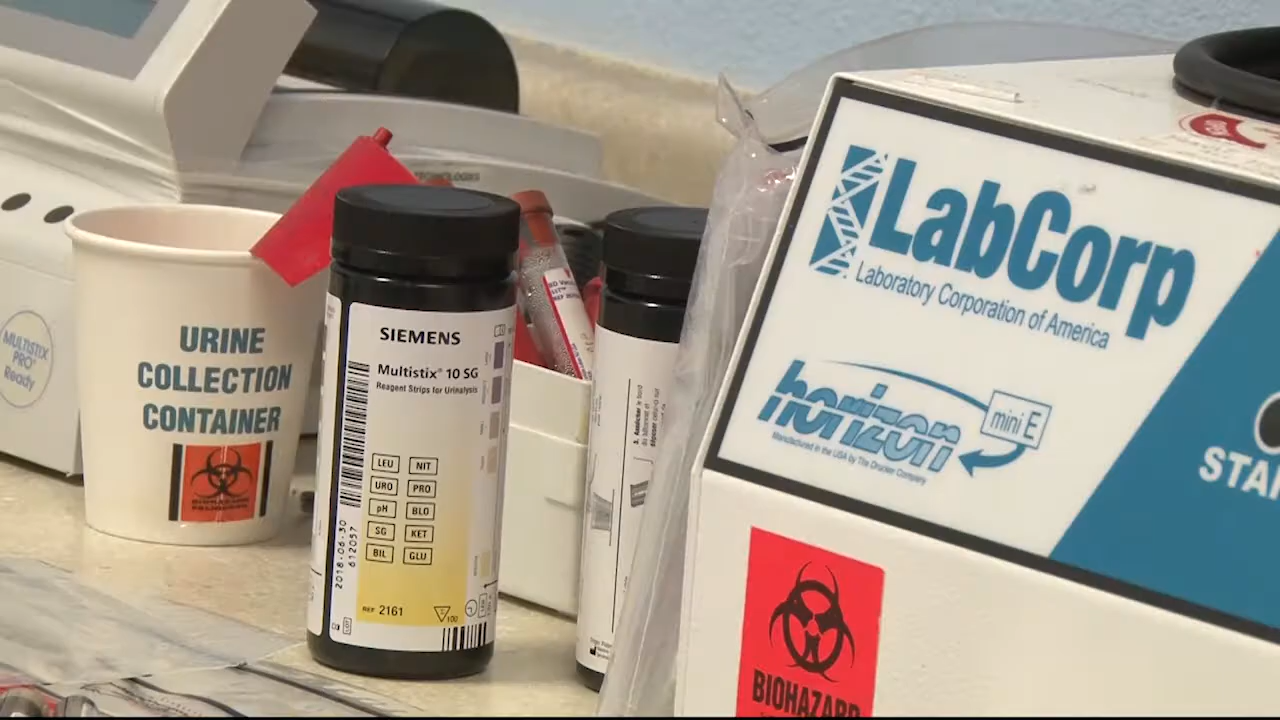 MULTISTIX
PRO®
Ready
URINE
COLLECTION
CONTAINER
SIEMENS
Multistix® 10 SG
Reagent Strips for Urinalysis
LEU NIT
URO PRO
pH BLO
SG KET
BIL GLU
2018-06-30
612057
REF 2161
100
LabCorp
Laboratory Corporation of America
horizon mini E
Manufactured in the USA by The Drucker Company
STA
BIOHAZARD